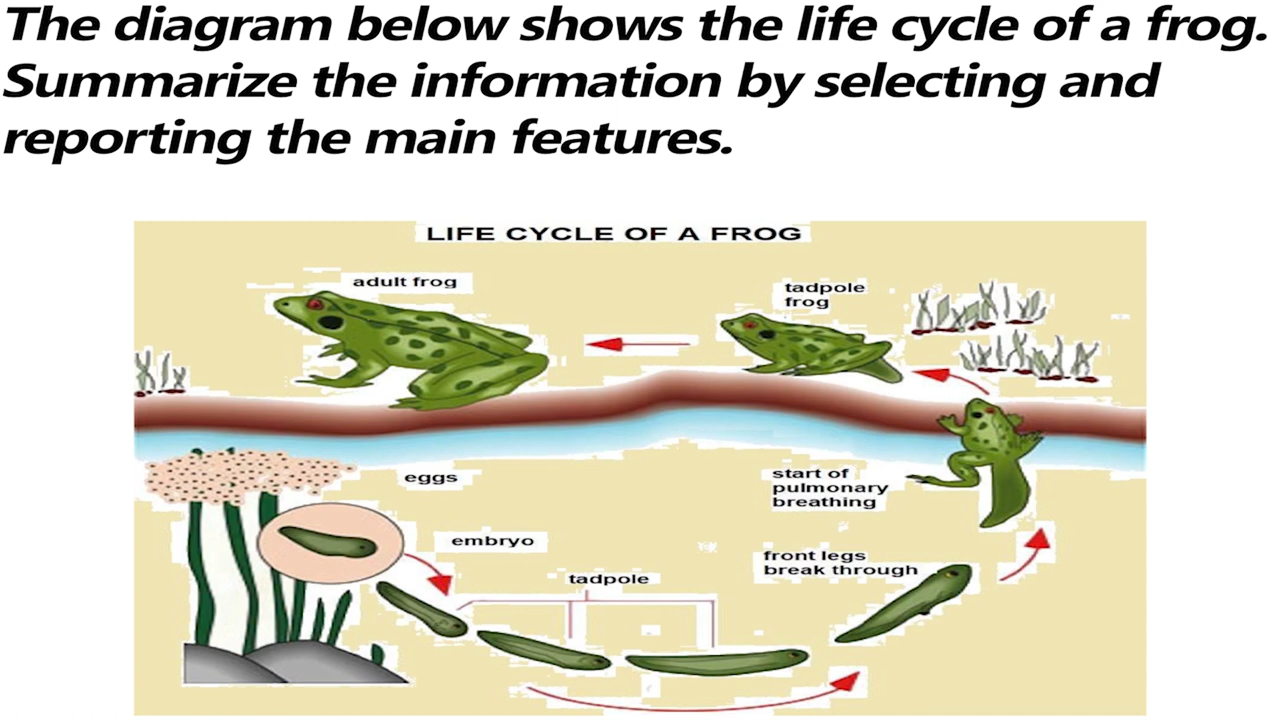 The diagram below shows the life cycle of a frog.
Summarize the information by selecting and
reporting the main features.
LIFE CYCLE OF A FROG
adult frog
tadpole
frog
eggs
start of
pulmonary
breathing
embryo
front legs
break through
tadpole